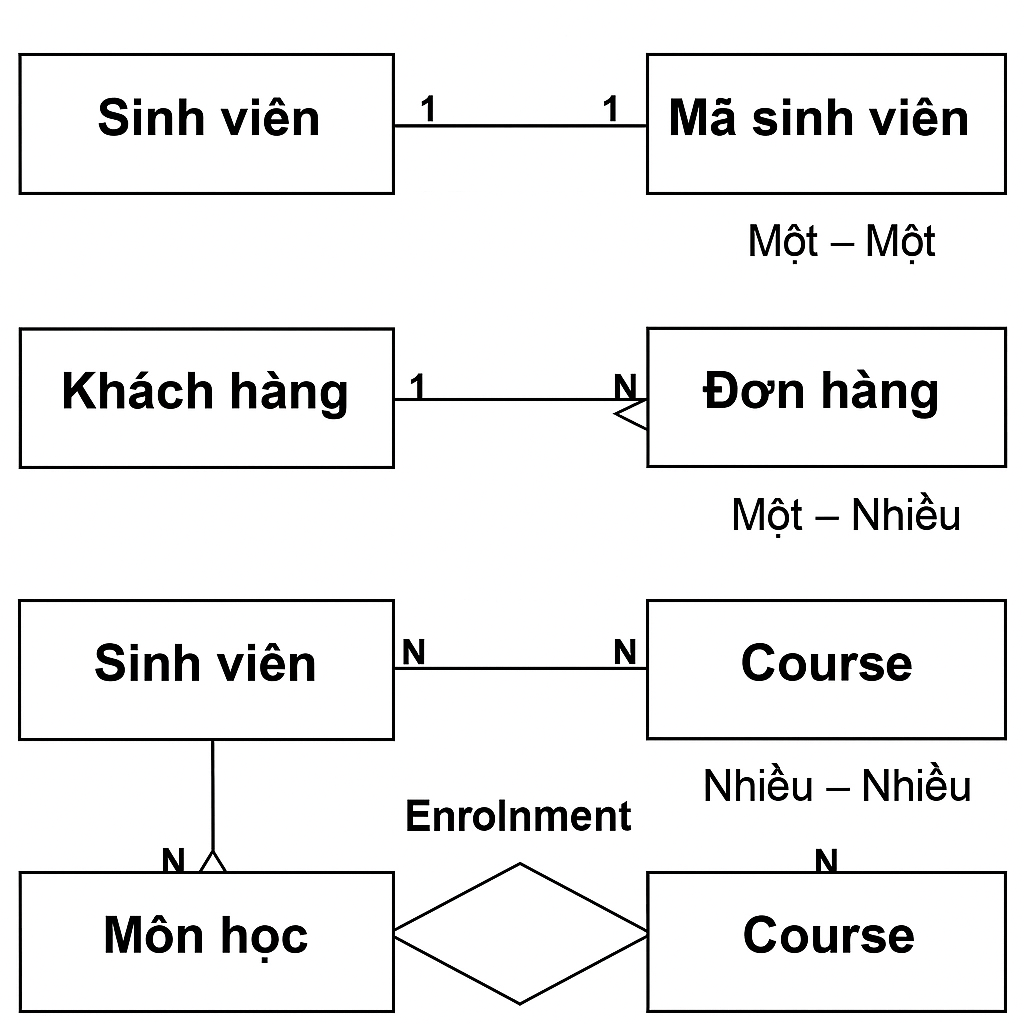 Sinh viên 1 1 Mã sinh viên
Một – Một
Khách hàng 1 N Đơn hàng
Một – Nhiều
Sinh viên N N Course
Nhiều – Nhiều
Enrolnment
N N
Môn học Course